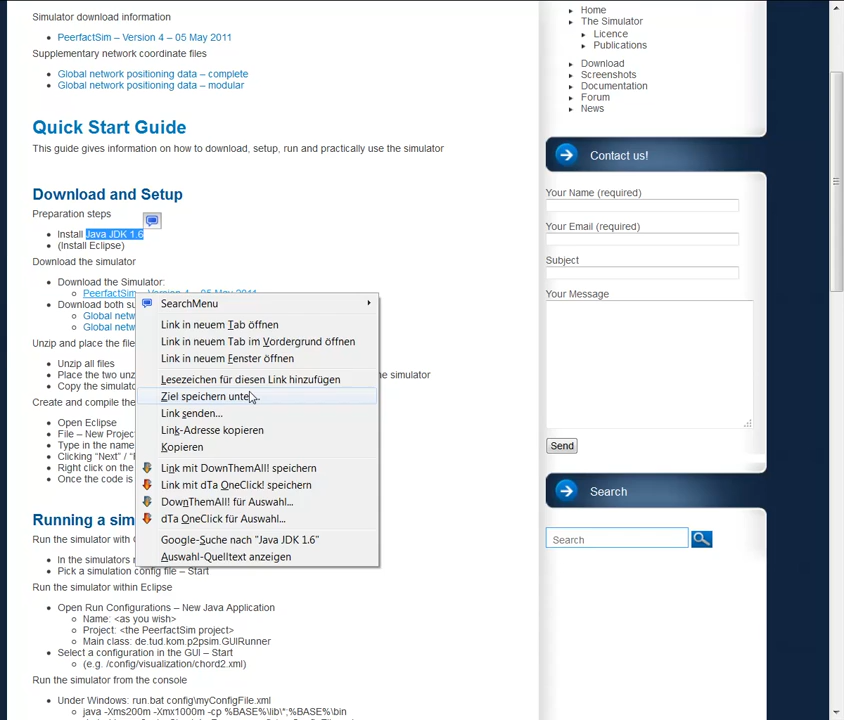 Simulator download information
PeerfactSim – Version 4 – 05 May 2011
Supplementary network coordinate files
Global network positioning data – complete
Global network positioning data – modular
Quick Start Guide
This guide gives information on how to download, setup, run and practically use the simulator
Download and Setup
Preparation steps
Install Java JDK 1.6
(Install Eclipse)
Download the simulator
Download the Simulator:
PeerfactSim – Version 4 – 05 May 2011
Download both su
Global netw
Global netw
Unzip and place the file
Unzip all files
Place the two unz
e simulator
Copy the simulato
Create and compile the
Open Eclipse
File – New Project
Type in the name
Clicking "Next" / "F
Right click on the
Once the code is
Running a sim
Run the simulator with G
In the simulators r
Pick a simulation config file – Start
Run the simulator within Eclipse
Open Run Configurations – New Java Application
Name: <as you wish>
Project: <the PeerfactSim project>
Main class: de.tud.kom.p2psim.GUIRunner
Select a configuration in the GUI – Start
(e.g. /config/visualization/chord2.xml)
Run the simulator from the console
Under Windows: run.bat config\myConfigFile.xml
java -Xms200m -Xmx1000m -cp %BASE%\lib\*;%BASE%\bin
SearchMenu
Link in neuem Tab öffnen
Link in neuem Tab im Vordergrund öffnen
Link in neuem Fenster öffnen
Lesezeichen für diesen Link hinzufügen
Ziel speichern unter...
Link senden...
Link-Adresse kopieren
Kopieren
Link mit DownThemAll! speichern
Link mit dTa OneClick! speichern
DownThemAll! für Auswahl...
dTa OneClick für Auswahl...
Google-Suche nach "Java JDK 1.6"
Auswahl-Quelltext anzeigen
Home
The Simulator
Licence
Publications
Download
Screenshots
Documentation
Forum
News
Contact us!
Your Name (required)
Your Email (required)
Subject
Your Message
Send
Search
Search